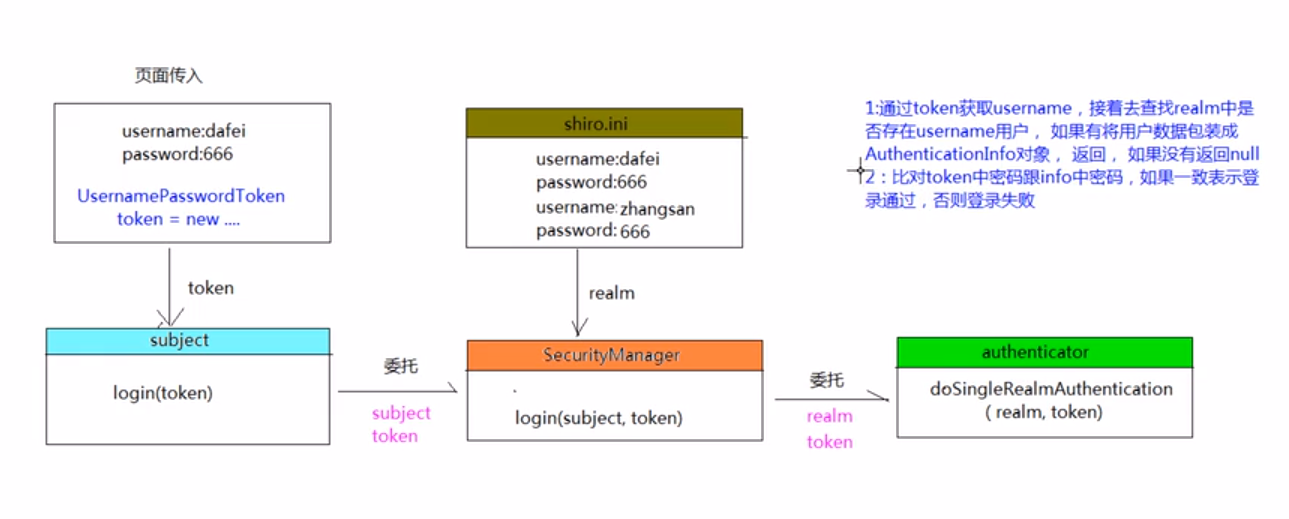 页面传入
username:dafei
password:666
UsernamePasswordToken
token = new ....
token
subject
login(token)
委托
subject
token
shiro.ini
username:dafei
password:666
username:zhangsan
password:666
realm
SecurityManager
login(subject, token)
委托
realm
token
1:通过token获取username，接着去查找realm中是
否存在username用户， 如果有将用户数据包装成
AuthenticationInfo对象， 返回， 如果没有返回null
2：比对token中密码跟info中密码，如果一致表示登
录通过，否则登录失败
authenticator
doSingleRealmAuthentication
( realm, token)